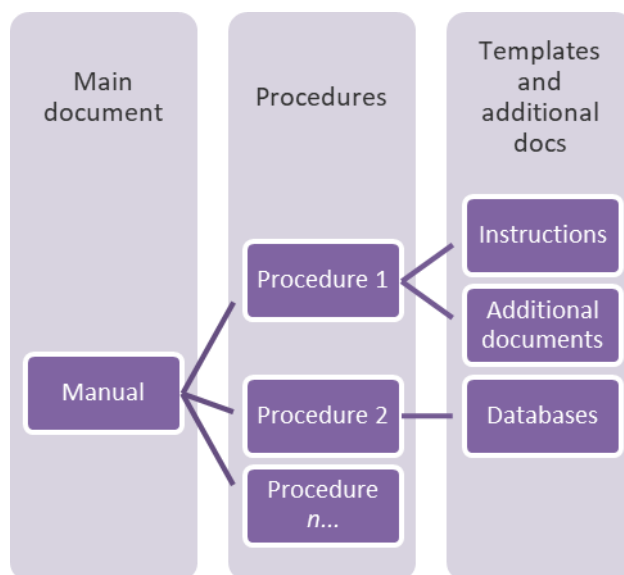 Main
document
Procedures
Templates
and
additional
docs
Manual
Procedure 1
Procedure 2
Procedure
n...
Instructions
Additional
documents
Databases